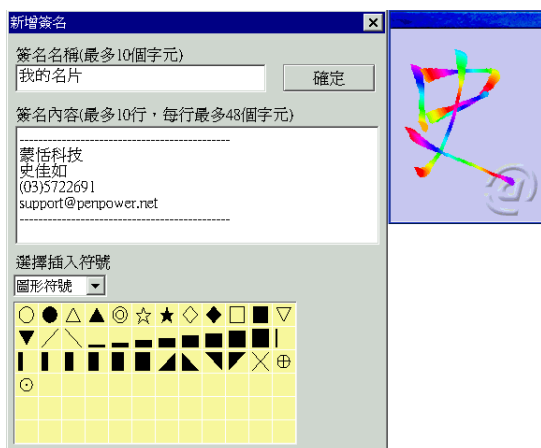 新增簽名
簽名名稱(最多10個字元)
我的名片
確定
簽名內容(最多10行，每行最多48個字元)
---------------------------------------------
蒙恬科技
史佳如
(03)5722691
support@penpower.net
---------------------------------------------
選擇插入符號
圖形符號
○●△▲◎☆★◇◆□■▽
▼╱╲▁▂▃▄▅▆▇█▏
▎▍▌▋▊▉◢◣◥◤╳⊕
⊙
史
@